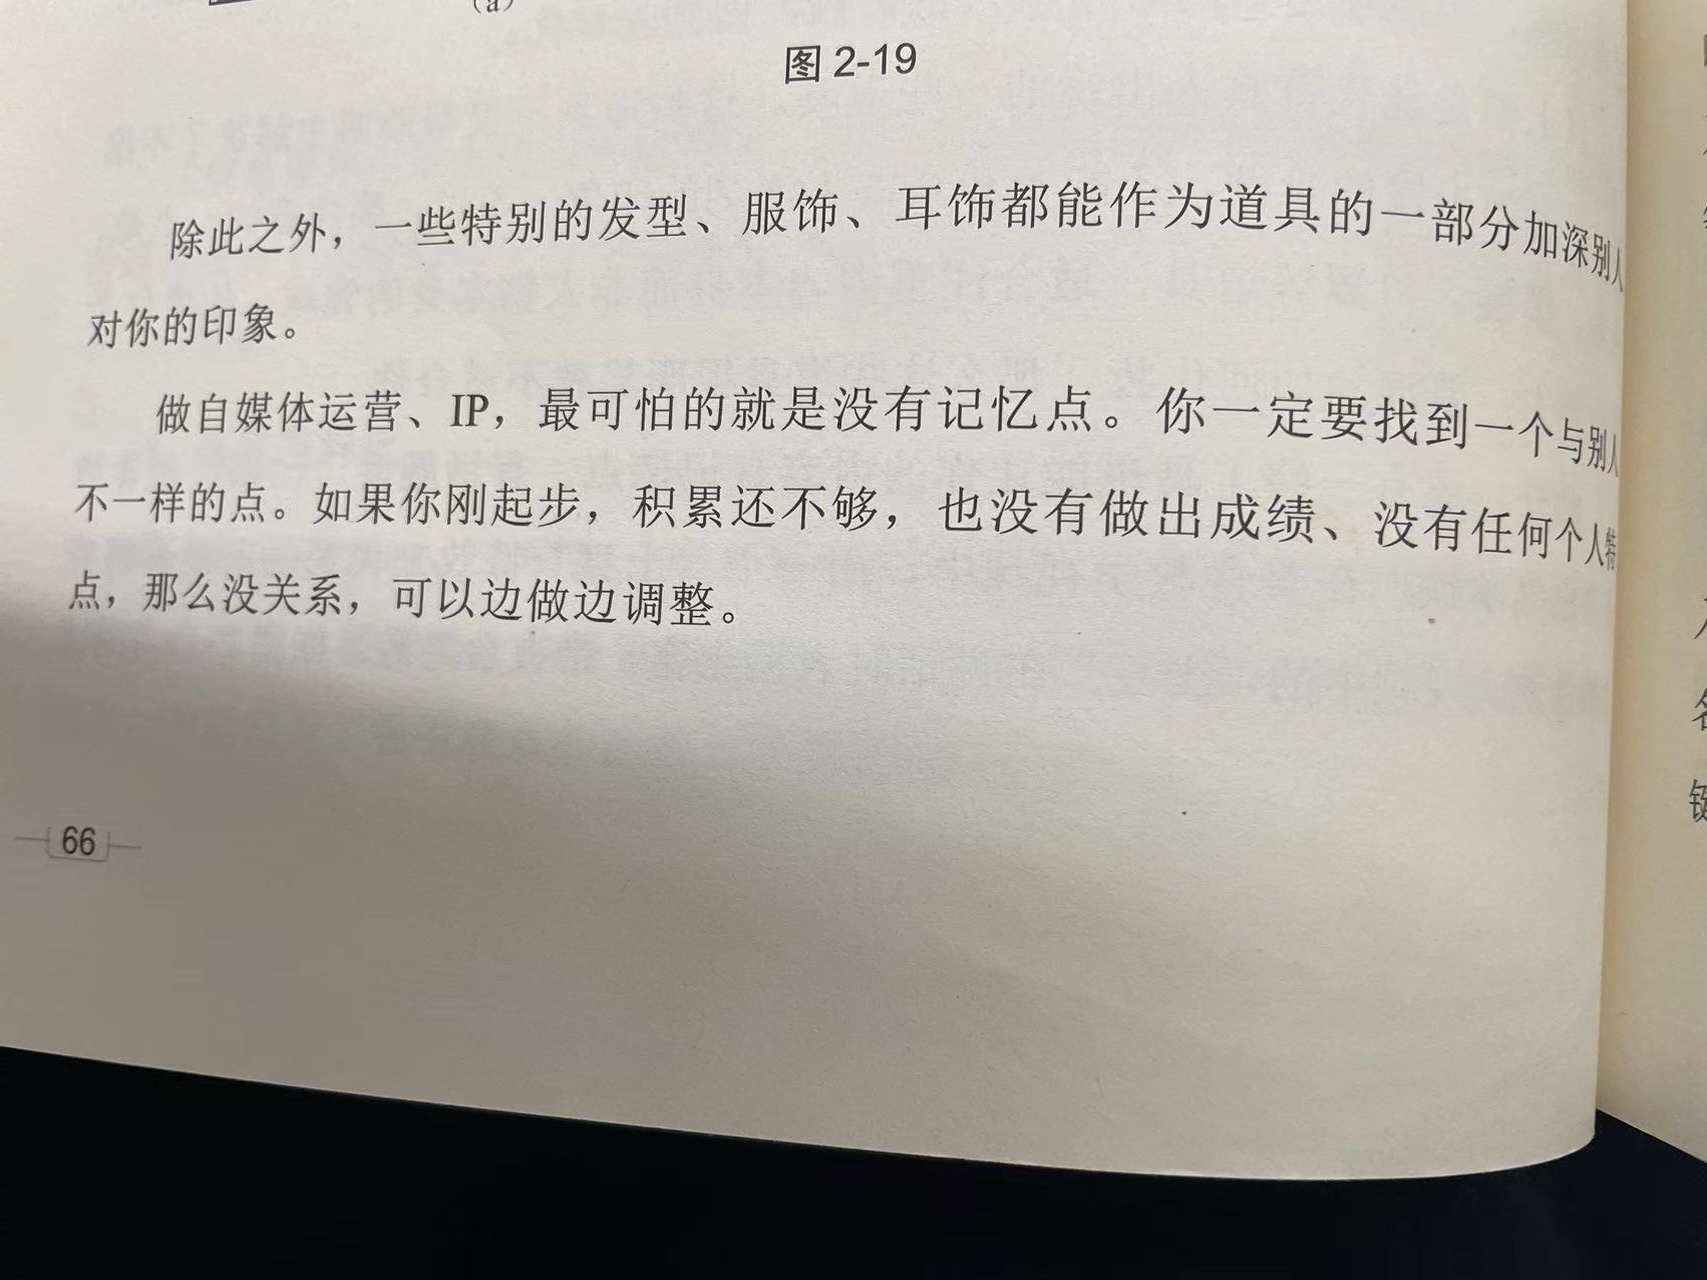 (a)
图 2-19
除此之外，一些特别的发型、服饰、耳饰都能作为道具的一部分加深别人
对你的印象。
做自媒体运营、IP，最可怕的就是没有记忆点。你一定要找到一个与别人
不一样的点。如果你刚起步，积累还不够，也没有做出成绩、没有任何个人特
点，那么没关系，可以边做边调整。
66